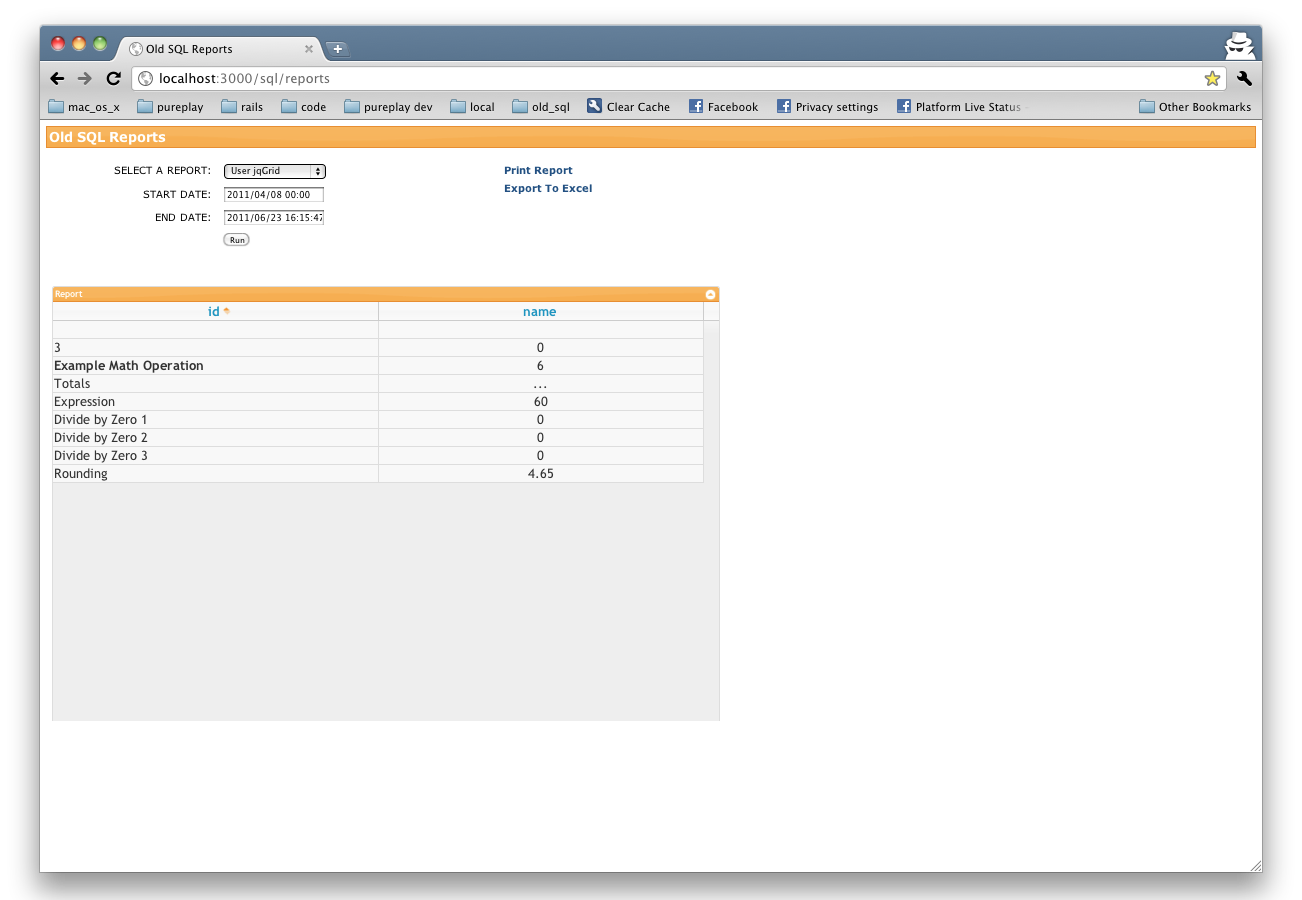 Old SQL Reports
localhost:3000/sql/reports
mac_os_x pureplay rails code pureplay dev local old_sql Clear Cache Facebook Privacy settings Platform Live Status Other Bookmarks
Old SQL Reports
SELECT A REPORT: User jqGrid Print Report
START DATE: 2011/04/08 00:00 Export To Excel
END DATE: 2011/06/23 16:15:47
Run
Report
id name
3 0
Example Math Operation 6
Totals ...
Expression 60
Divide by Zero 1 0
Divide by Zero 2 0
Divide by Zero 3 0
Rounding 4.65